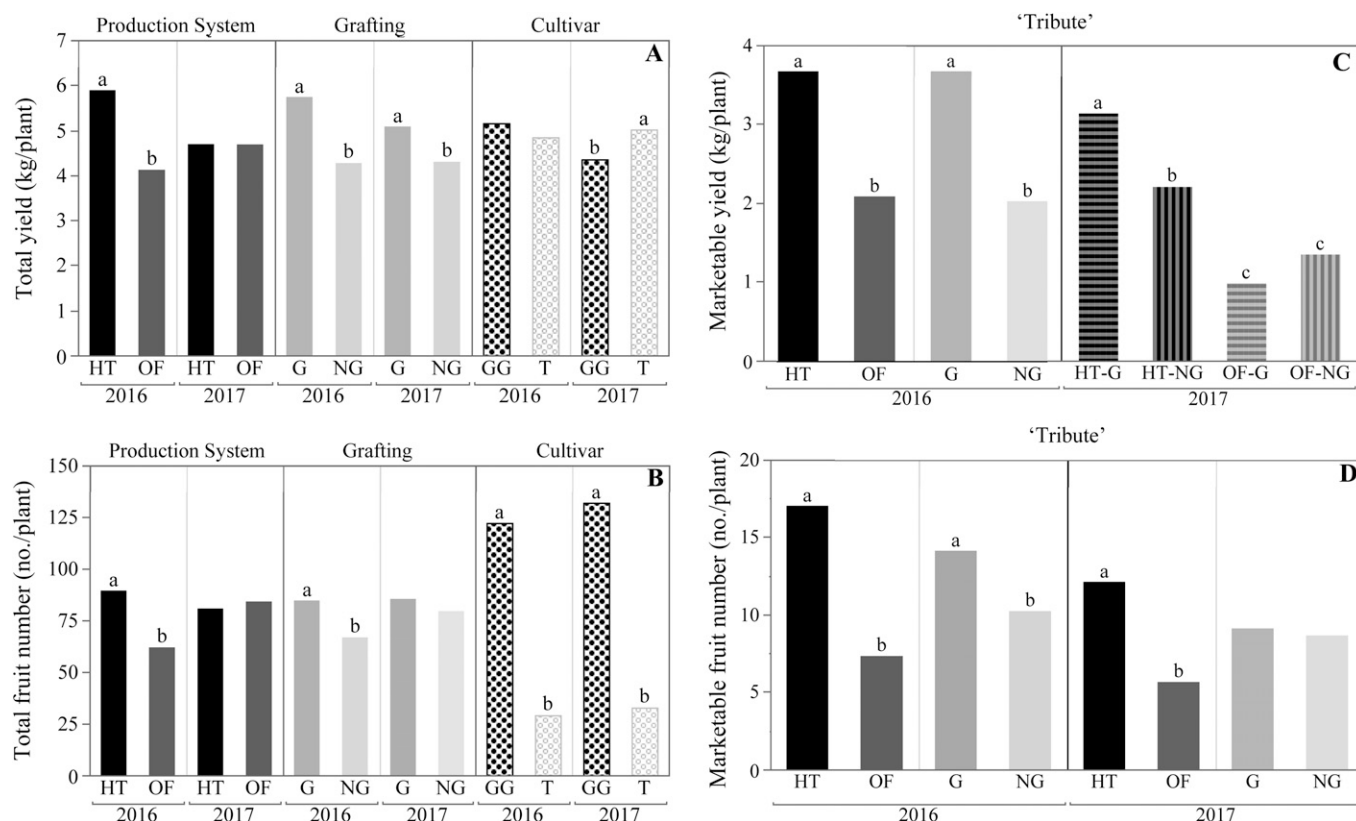 Production System Grafting Cultivar
A
Total yield (kg/plant)
7
6
5
4
3
2
1
0
a b a b a b b a
HT OF HT OF G NG G NG GG T GG T
2016 2017 2016 2017 2016 2017
Production System Grafting Cultivar
B
Total fruit number (no./plant)
150
125
100
75
50
25
0
a b a b a b a b
HT OF HT OF G NG G NG GG T GG T
2016 2017 2016 2017 2016 2017
‘Tribute’
C
Marketable yield (kg/plant)
4
3
2
1
0
a b a b a b c c
HT OF G NG HT-G HT-NG OF-G OF-NG
2016 2017
‘Tribute’
D
Marketable fruit number (no./plant)
20
15
10
5
0
a b a b a b
HT OF G NG HT OF G NG
2016 2017